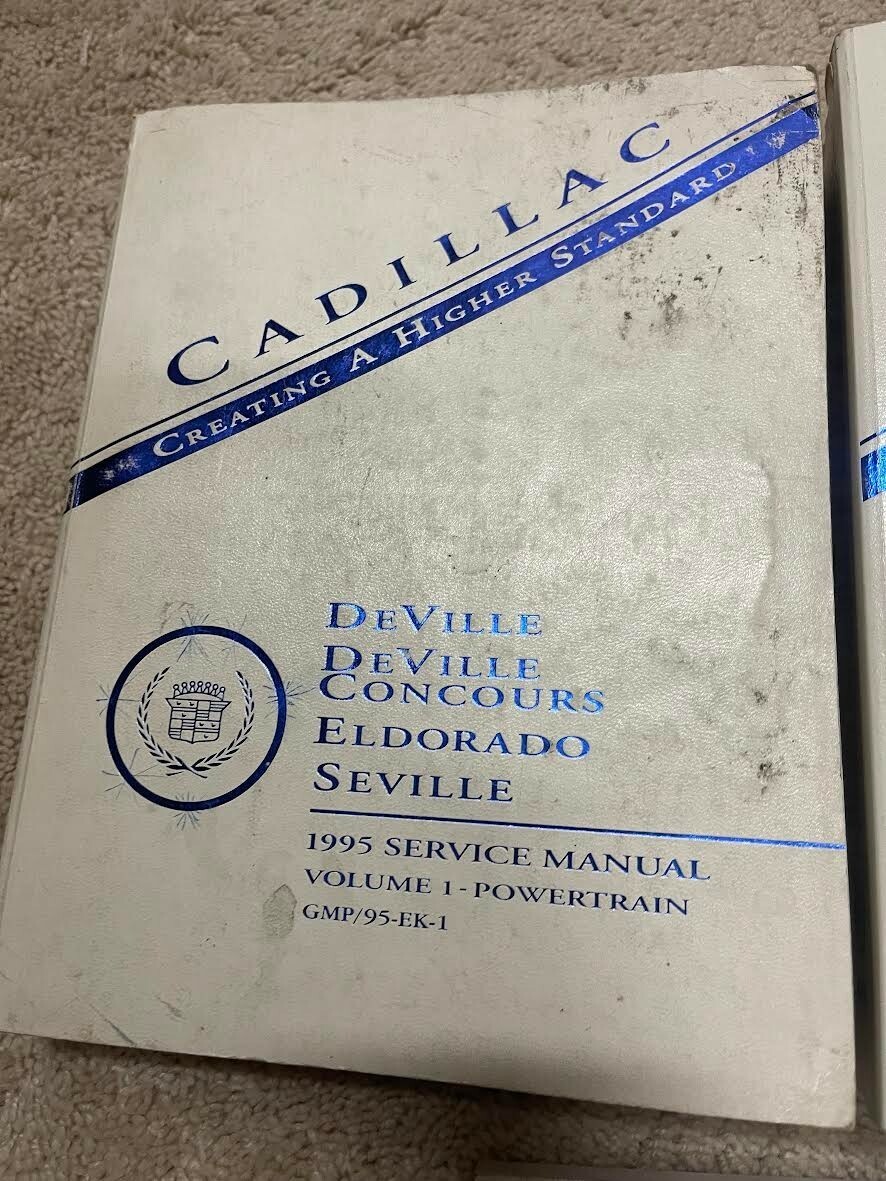 CADILLAC
CREATING A HIGHER STANDARD
DEVILLE
DEVILLE
CONCOURS
ELDORADO
SEVILLE
1995 SERVICE MANUAL
VOLUME 1 - POWERTRAIN
GMP/95-EK-1